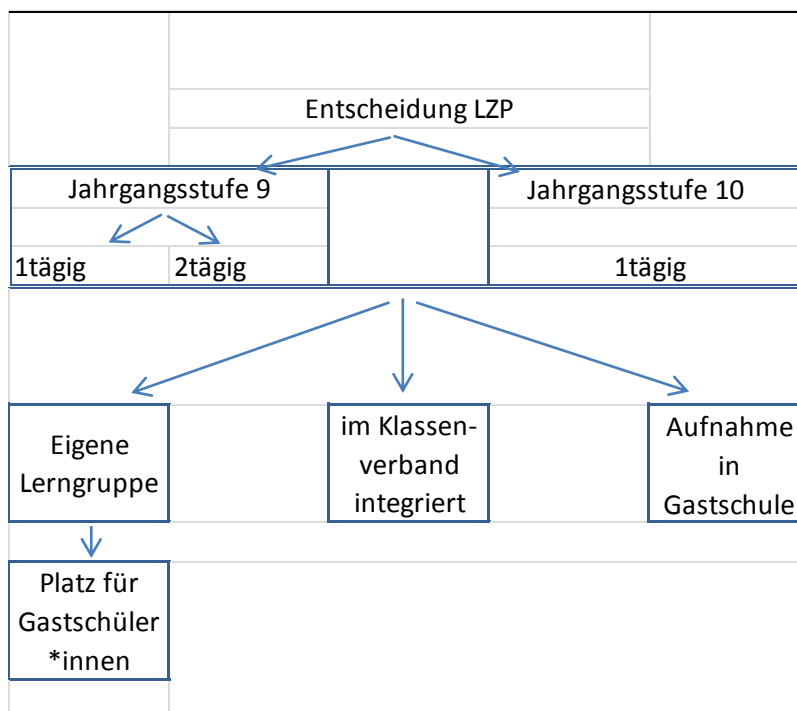 Entscheidung LZP
Jahrgangsstufe 9
Jahrgangsstufe 10
1tägig
2tägig
1tägig
Eigene
Lerngruppe
im Klassen-
verband
integriert
Aufnahme
in
Gastschule
Platz für
Gastschüler
*innen